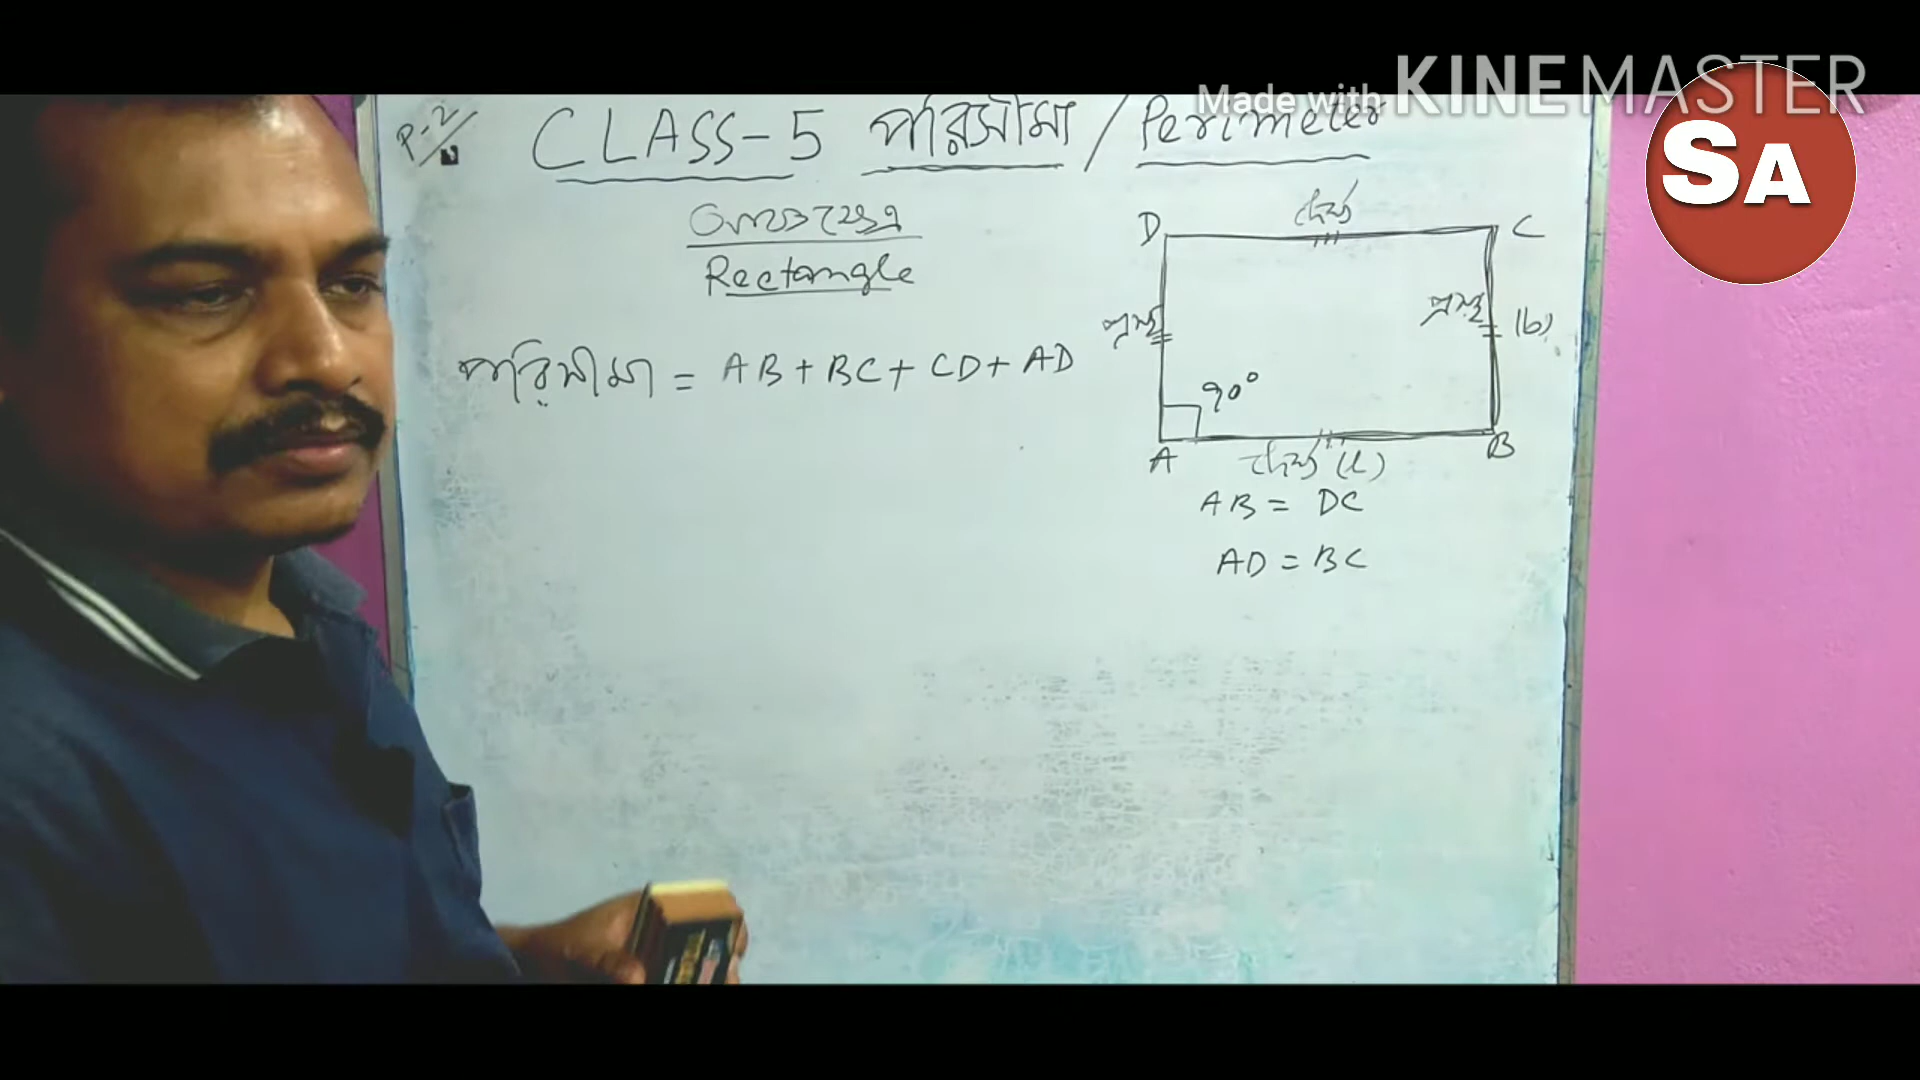 Made with KINEMASTER
SA
P-2
CLASS-5 পরিসীমা / Perimeter
আয়তক্ষেত্র
Rectangle
D দৈর্ঘ্য C
প্রস্থ প্রস্থ (b)
পরিসীমা = AB + BC + CD + AD
90°
A দৈর্ঘ্য (L) B
AB = DC
AD = BC